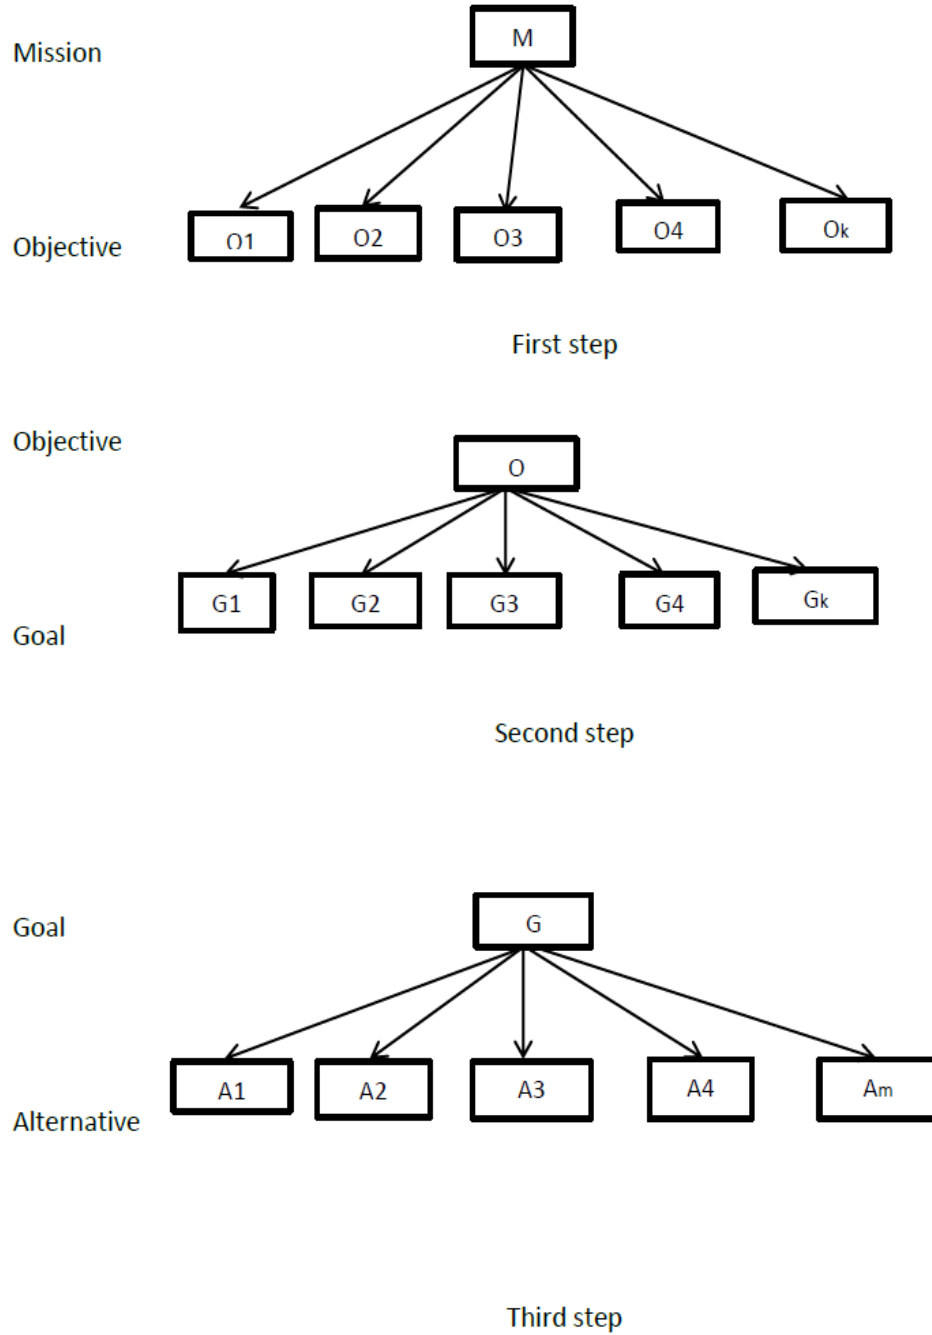 M
Mission
O1 O2 O3 O4 Ok
Objective
First step
Objective
O
G1 G2 G3 G4 Gk
Goal
Second step
Goal
G
A1 A2 A3 A4 Am
Alternative
Third step